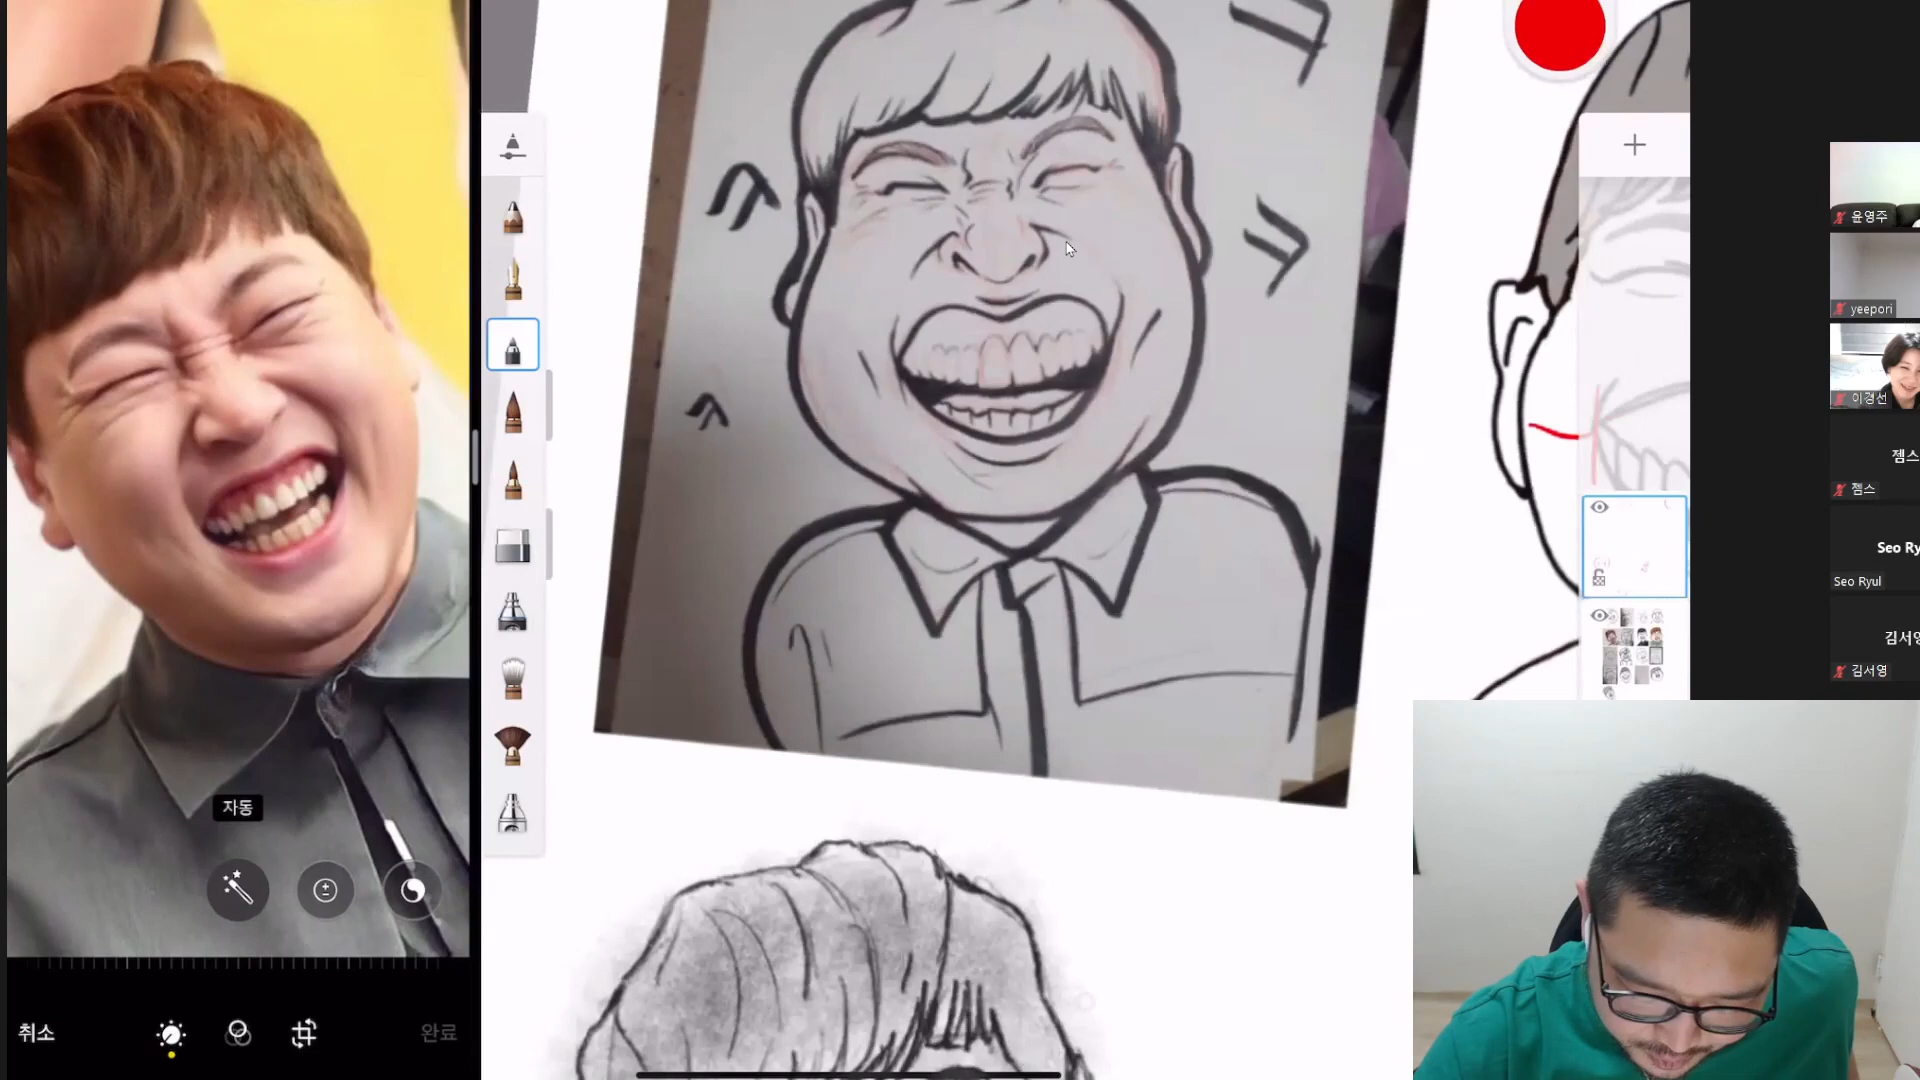 ㅋ
ㅋ
ㅋ
ㅋ
자동
취소
완료
윤영주
yeepori
이경선
젬스
젬스
Seo Ry
Seo Ryul
김서영
김서영